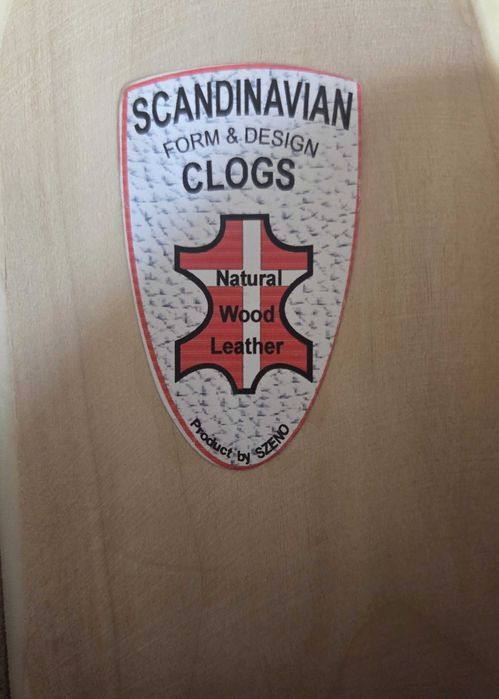 SCANDINAVIAN
FORM & DESIGN
CLOGS
Natural
Wood
Leather
Product by SZENO